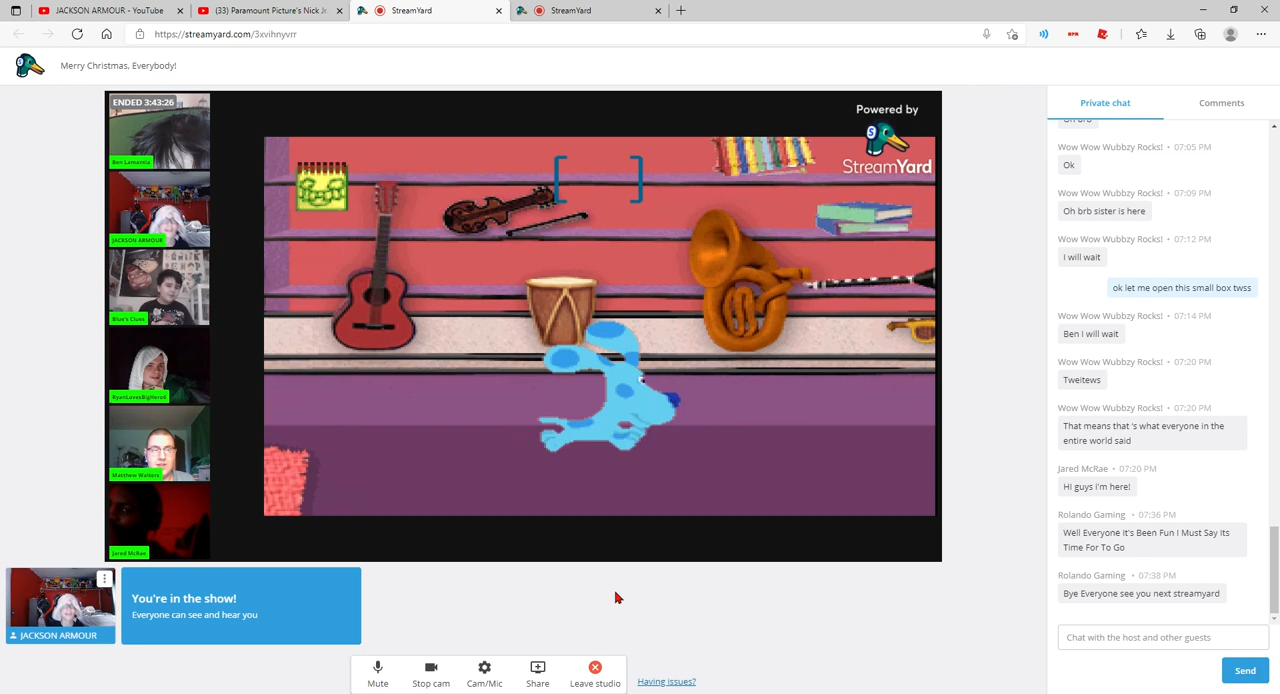 JACKSON ARMOUR - YouTube
(33) Paramount Picture's Nick Jr.
StreamYard
StreamYard
https://streamyard.com/3xvihnyvrr
Merry Christmas, Everybody!
ENDED 3:43:26
Ben Lamantia
JACKSON ARMOUR
Blue's Clues
RyanLovesBigHero6
Matthew Walters
Jared McRae
Powered by
StreamYard
Private chat
Comments
Oh brb
Wow Wow Wubbzy Rocks! • 07:05 PM
Ok
Wow Wow Wubbzy Rocks! • 07:09 PM
Oh brb sister is here
Wow Wow Wubbzy Rocks! • 07:12 PM
I will wait
ok let me open this small box twss
Wow Wow Wubbzy Rocks! • 07:14 PM
Ben I will wait
Wow Wow Wubbzy Rocks! • 07:20 PM
Tweitews
Wow Wow Wubbzy Rocks! • 07:20 PM
That means that 's what everyone in the
entire world said
Jared McRae • 07:20 PM
Hi guys i'm here!
Rolando Gaming • 07:36 PM
Well Everyone it's Been Fun I Must Say its
Time For To Go
Rolando Gaming • 07:38 PM
Bye Everyone see you next streamyard
Chat with the host and other guests
Send
JACKSON ARMOUR
You're in the show!
Everyone can see and hear you
Mute
Stop cam
Cam/Mic
Share
Leave studio
Having issues?